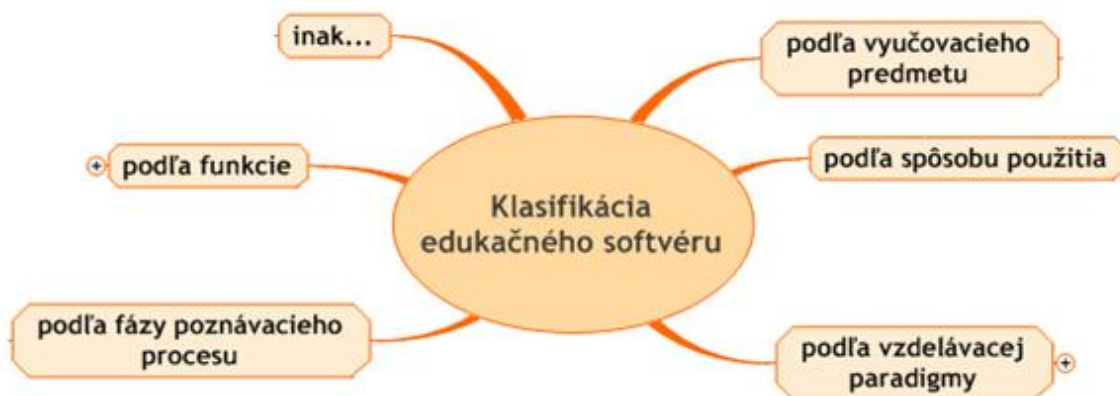 inak...
podľa vyučovacieho
predmetu
podľa funkcie
podľa spôsobu použitia
Klasifikácia
edukačného softvéru
podľa fázy poznávacieho
procesu
podľa vzdelávacej
paradigmy